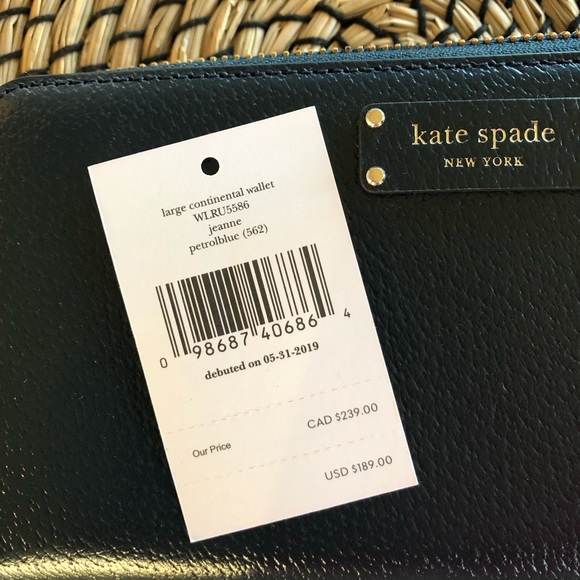 kate spade
NEW YORK
large continental wallet
WLRU5586
jeanne
petrolblue (562)
0 98687 40686 4
debuted on 05-31-2019
CAD $239.00
Our Price
USD $189.00